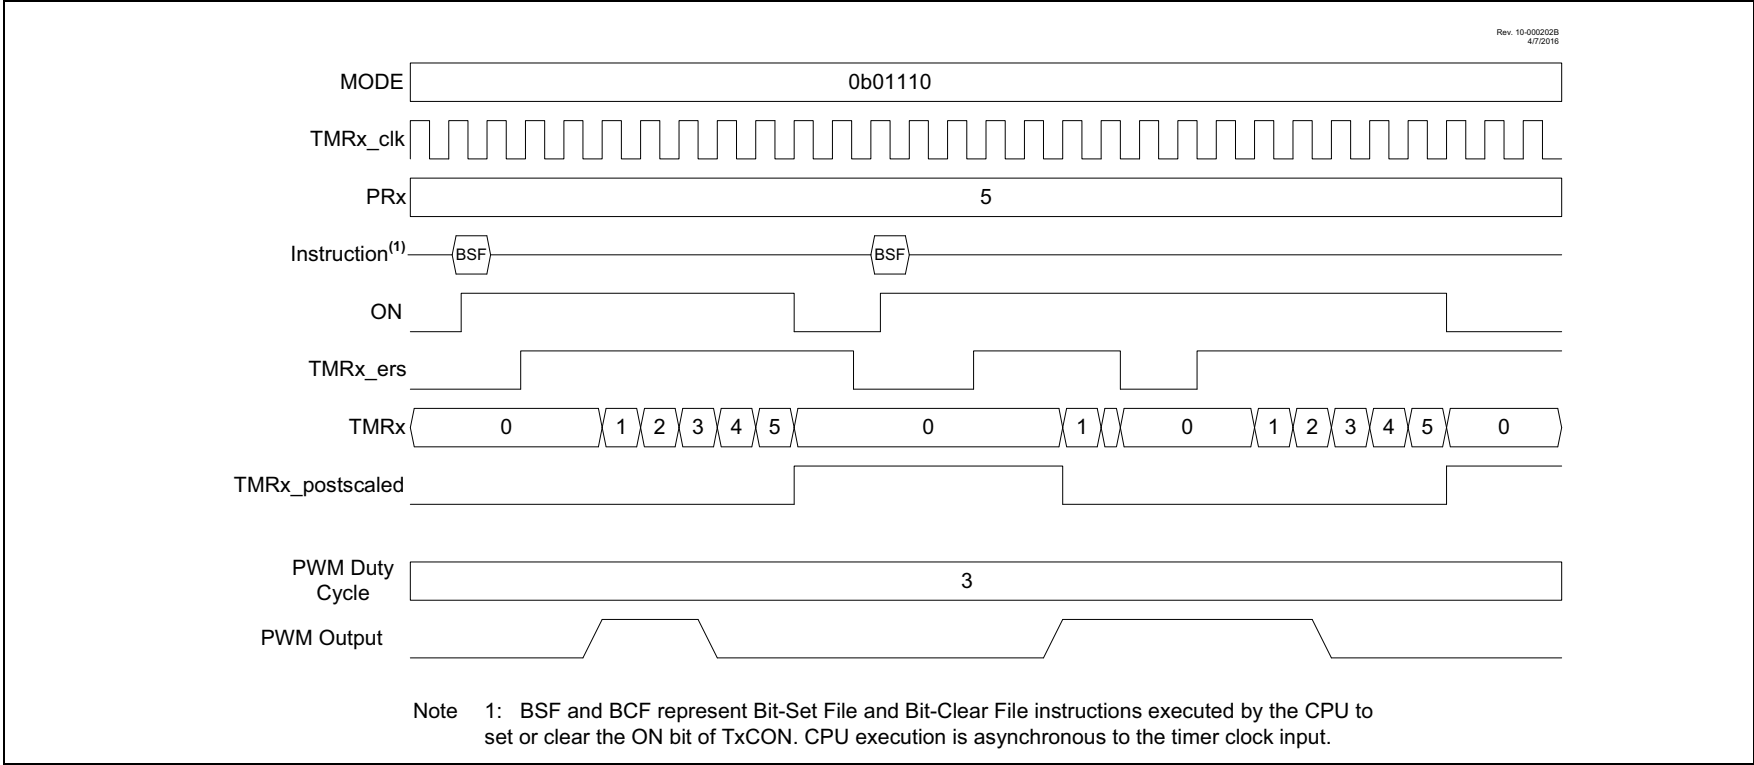 Rev. 10-000202B
4/7/2016
MODE 0b01110
TMRx_clk
PRx 5
Instruction(1) BSF BSF
ON
TMRx_ers
TMRx 0 1 2 3 4 5 0 1 0 1 2 3 4 5 0
TMRx_postscaled
PWM Duty
Cycle 3
PWM Output
Note 1: BSF and BCF represent Bit-Set File and Bit-Clear File instructions executed by the CPU to
set or clear the ON bit of TxCON. CPU execution is asynchronous to the timer clock input.